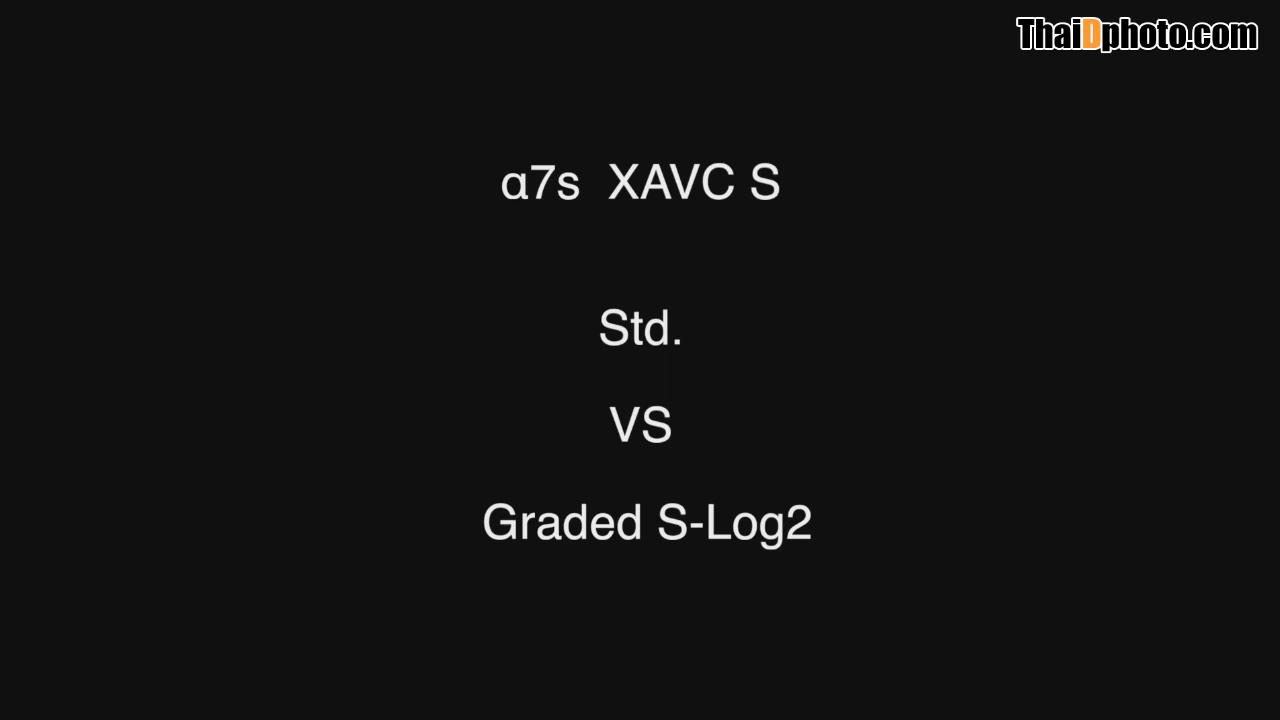 ThaiDphoto.com
α7s XAVC S
Std.
VS
Graded S-Log2